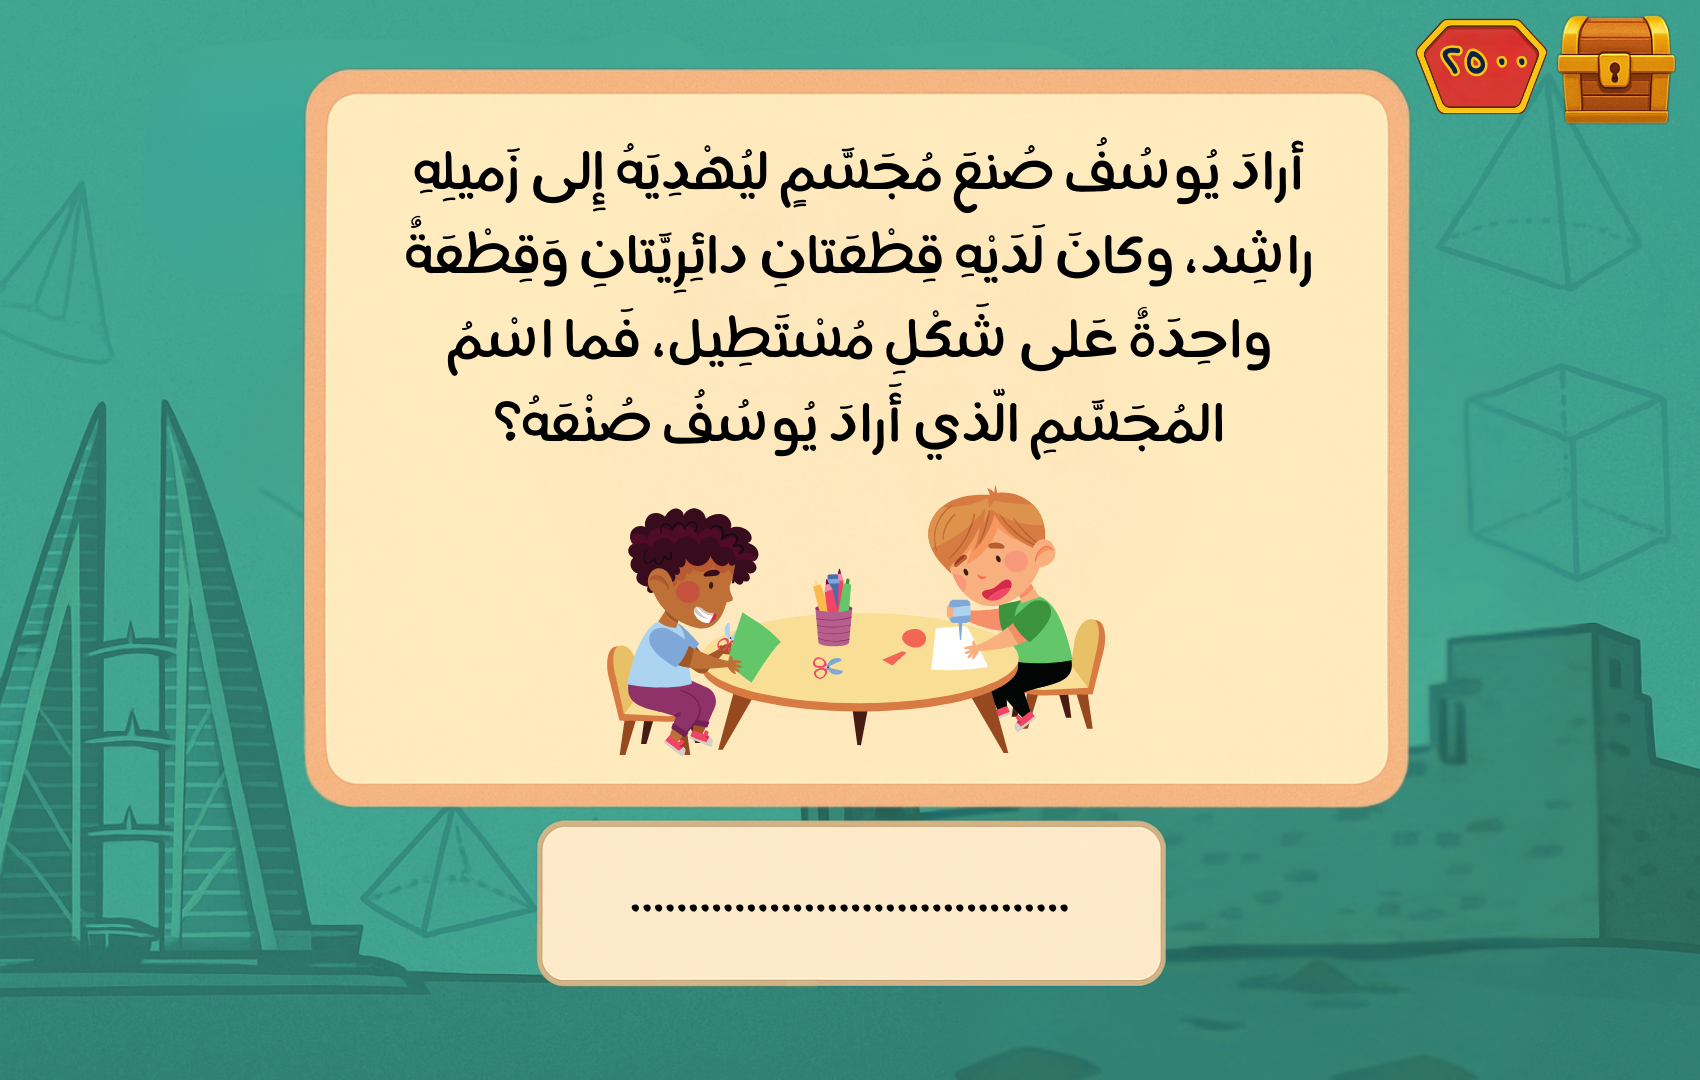 ٢٥٠٠
أرادَ يُوسُفُ صُنعَ مُجَسَّمٍ ليُهْدِيَهُ إِلى زَميلِهِ
راشِد، وكانَ لَدَيْهِ قِطْعَتانِ دائِرِيَّتانِ وَقِطْعَةٌ
واحِدَةٌ عَلى شَكْلِ مُسْتَطِيل، فَما اسْمُ
المُجَسَّمِ الّذي أَرادَ يُوسُفُ صُنْعَهُ؟